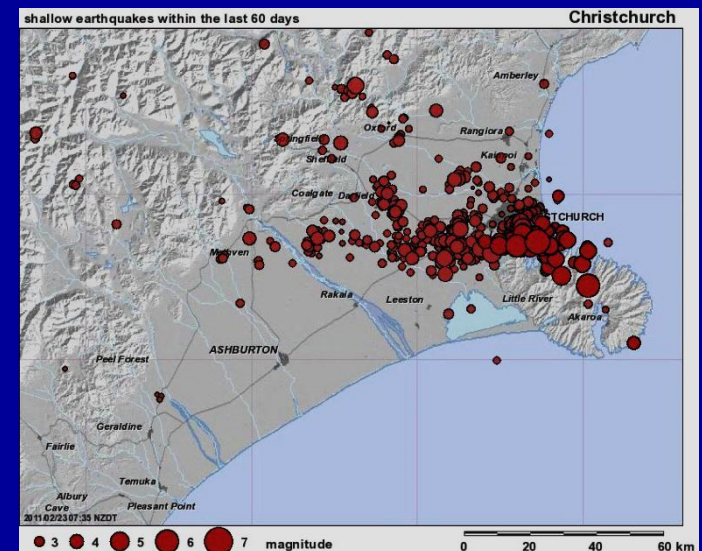 shallow earthquakes within the last 60 days
Christchurch
Amberley
Oxford
Rangiora
Springfield
Kaiapoi
Sheffield
Coalgate
Darfield
STCHURCH
Methven
Rakaia
Leeston
Little River
Akaroa
ASHBURTON
Peel Forest
Geraldine
Fairlie
Temuka
Albury
Cave
Pleasant Point
2011/02/23 07:35 NZDT
3 4 5 6 7 magnitude
0 20 40 60 km